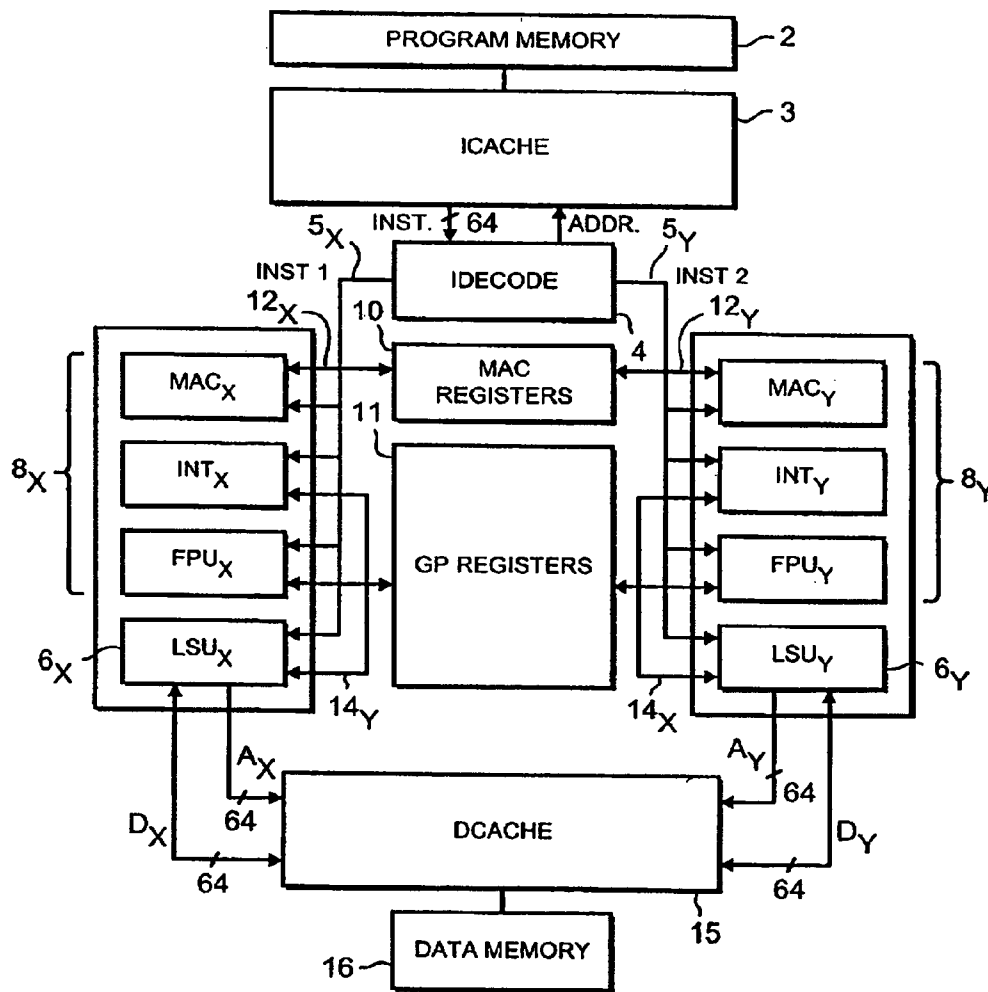 PROGRAM MEMORY
2
ICACHE
3
INST.
64
ADDR.
5X
5Y
INST 1
IDECODE
INST 2
12X
10
4
12Y
MACX
MAC REGISTERS
MACY
11
8X
INTX
INTY
8Y
FPUX
GP REGISTERS
FPUY
6X
LSUX
LSUY
6Y
14Y
14X
AX
AY
64
64
DX
DCACHE
DY
64
64
15
16
DATA MEMORY